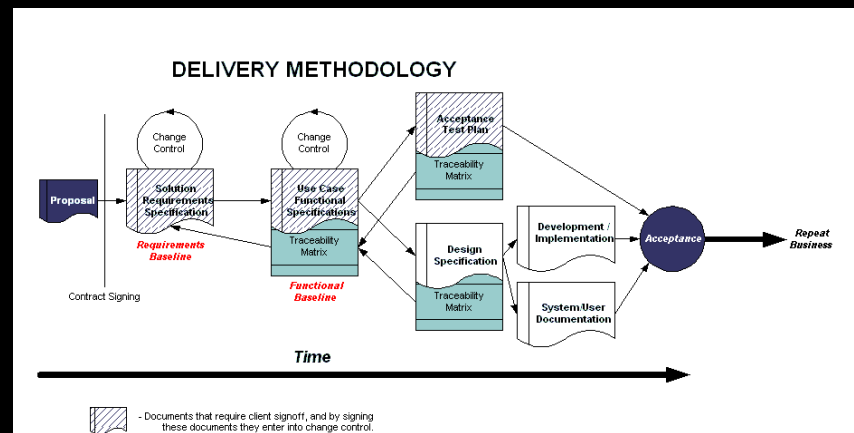 DELIVERY METHODOLOGY
Change
Control
Change
Control
Acceptance
Test Plan
Traceability
Matrix
Proposal
Solution
Requirements
Specification
Use Case
Functional
Specifications
Traceability
Matrix
Requirements
Baseline
Functional
Baseline
Contract Signing
Design
Specification
Traceability
Matrix
Development /
Implementation
System/User
Documentation
Acceptance
Repeat
Business
Time
- Documents that require client signoff, and by signing
these documents they enter into change control.